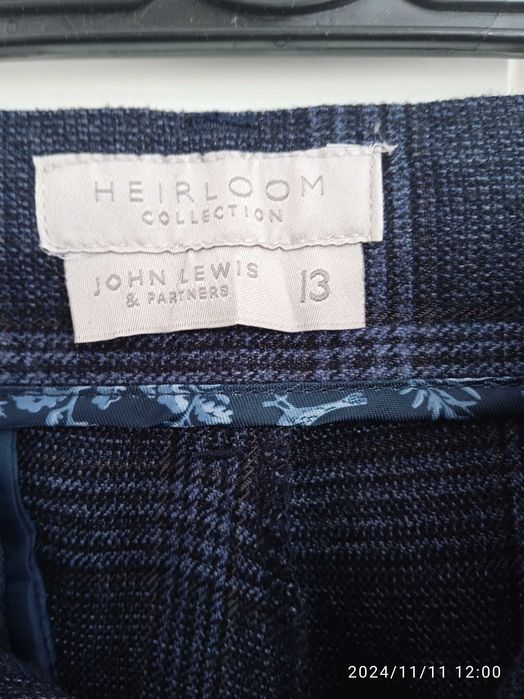 HEIRLOOM
COLLECTION
JOHN LEWIS
& PARTNERS
13
2024/11/11 12:00